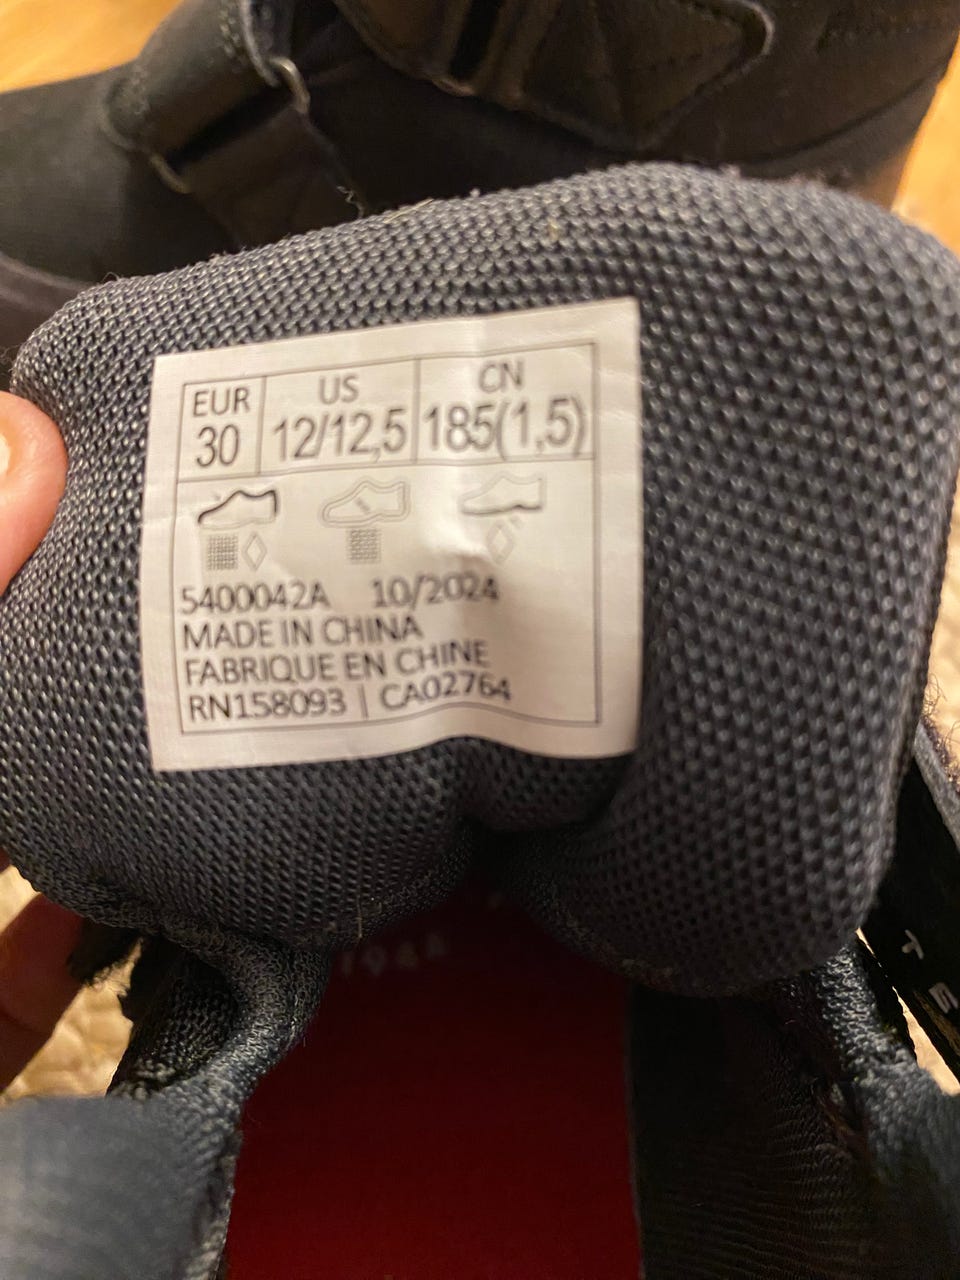 EUR US CN
30 12/12,5 185(1,5)
5400042A 10/2024
MADE IN CHINA
FABRIQUE EN CHINE
RN158093 | CA02764